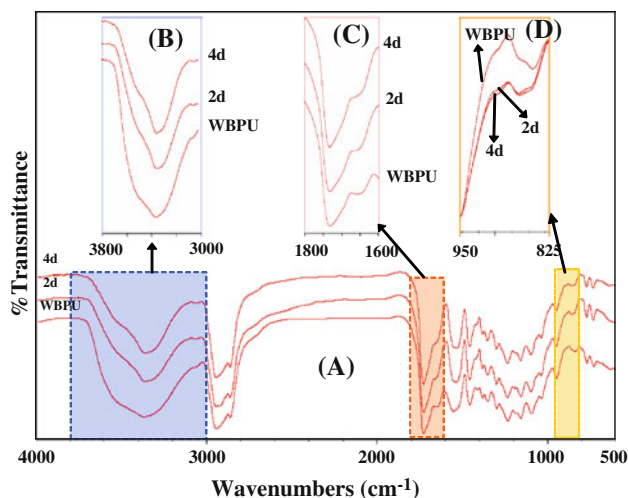 (B)
4d
2d
WBPU
3800
3000
(C)
4d
2d
WBPU
1800
1600
(D)
WBPU
4d
2d
950
825
%Transmittance
4d
2d
WBPU
(A)
4000
3000
2000
1000
500
Wavenumbers (cm⁻¹)